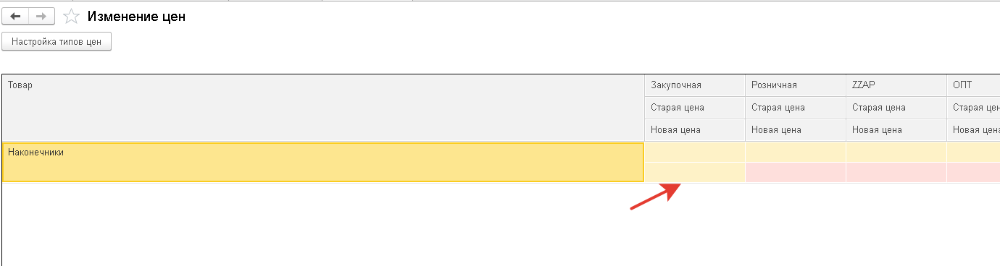 Изменение цен
Настройка типов цен
Товар Закупочная Розничная ZZAP ОПТ
Старая цена Старая цена Старая цена Старая цен
Новая цена Новая цена Новая цена Новая цена
Наконечники